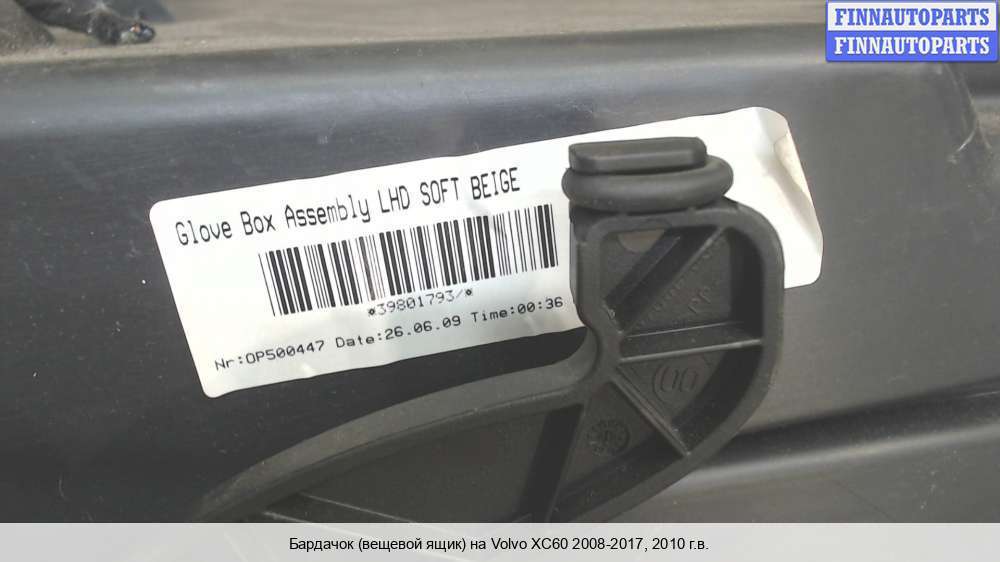 FINNAUTOPARTS
FINNAUTOPARTS
Glove Box Assembly LHD SOFT BEIGE
*39801793/*
Nr:OP500447 Date:26.06.09 Time:00:36
Бардачок (вещевой ящик) на Volvo XC60 2008-2017, 2010 г.в.